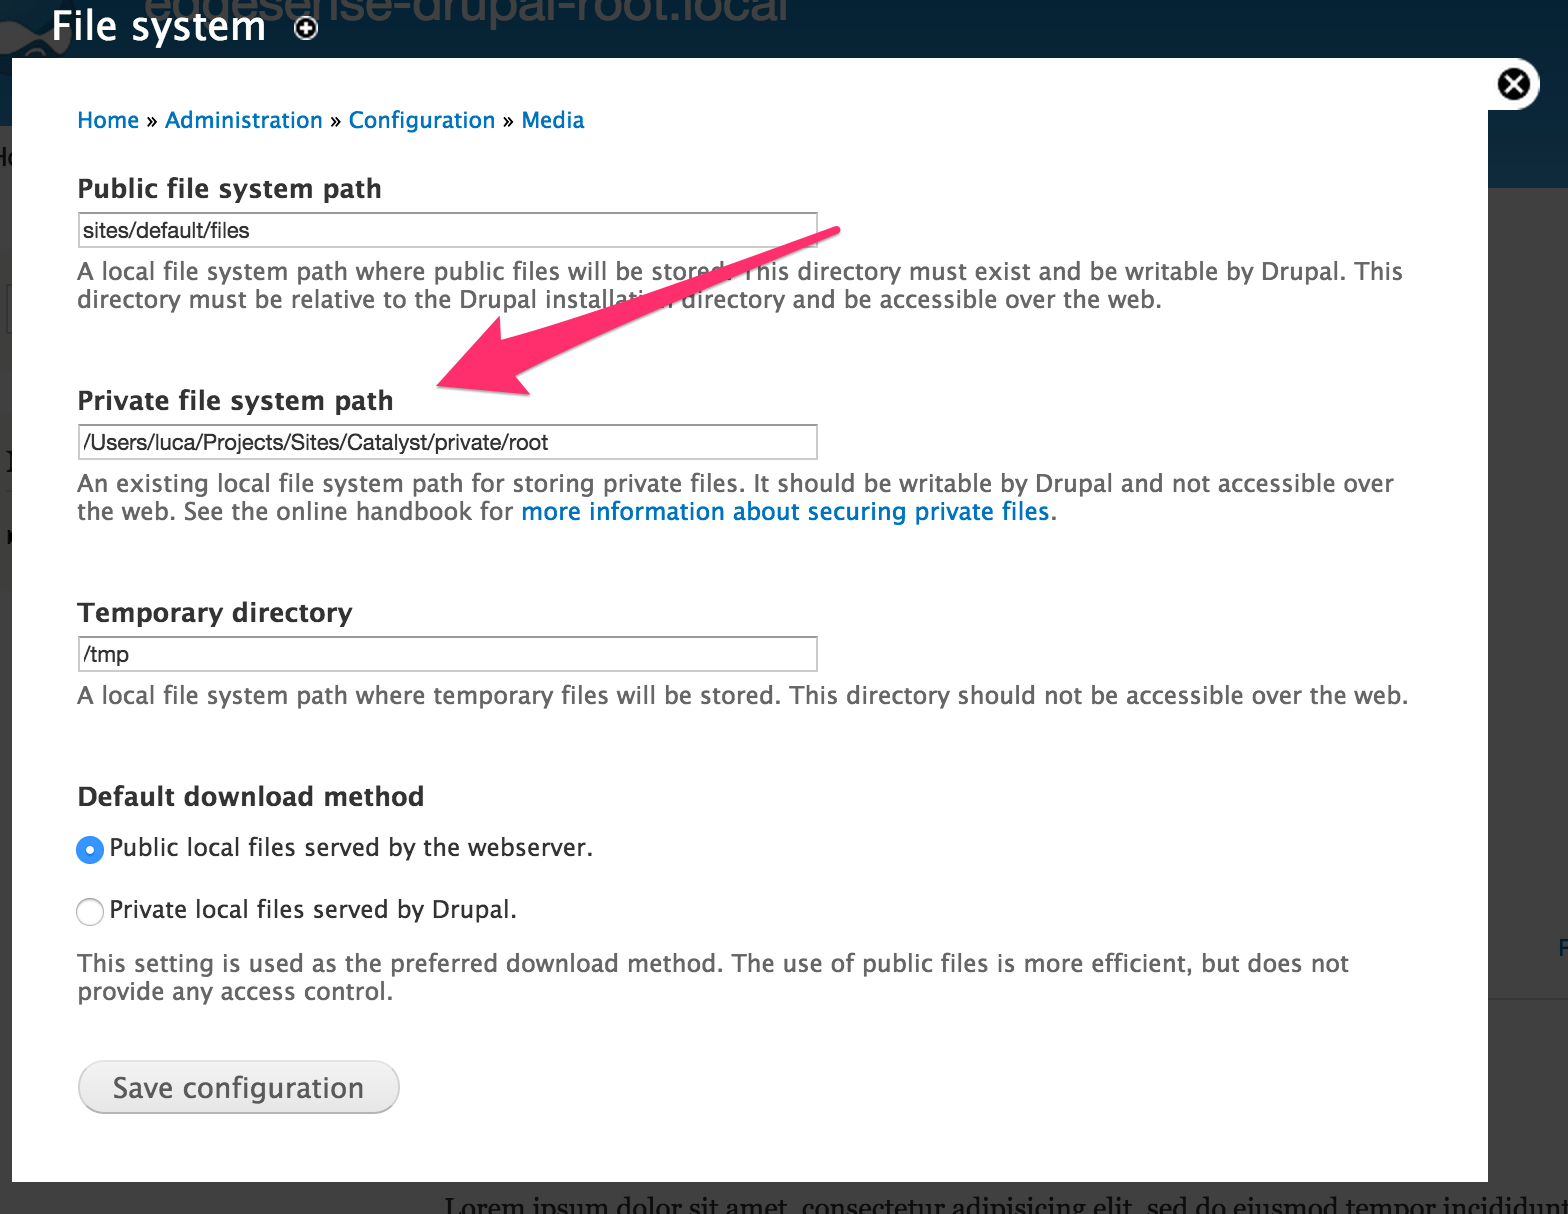 edgesense-drupal-root.local
File system
Home » Administration » Configuration » Media
Public file system path
sites/default/files
A local file system path where public files will be stored. This directory must exist and be writable by Drupal. This
directory must be relative to the Drupal installation directory and be accessible over the web.
Private file system path
/Users/luca/Projects/Sites/Catalyst/private/root
An existing local file system path for storing private files. It should be writable by Drupal and not accessible over
the web. See the online handbook for more information about securing private files.
Temporary directory
/tmp
A local file system path where temporary files will be stored. This directory should not be accessible over the web.
Default download method
Public local files served by the webserver.
Private local files served by Drupal.
This setting is used as the preferred download method. The use of public files is more efficient, but does not
provide any access control.
Save configuration
Lorem ipsum dolor sit amet, consectetur adipisicing elit, sed do eiusmod tempor incididunt